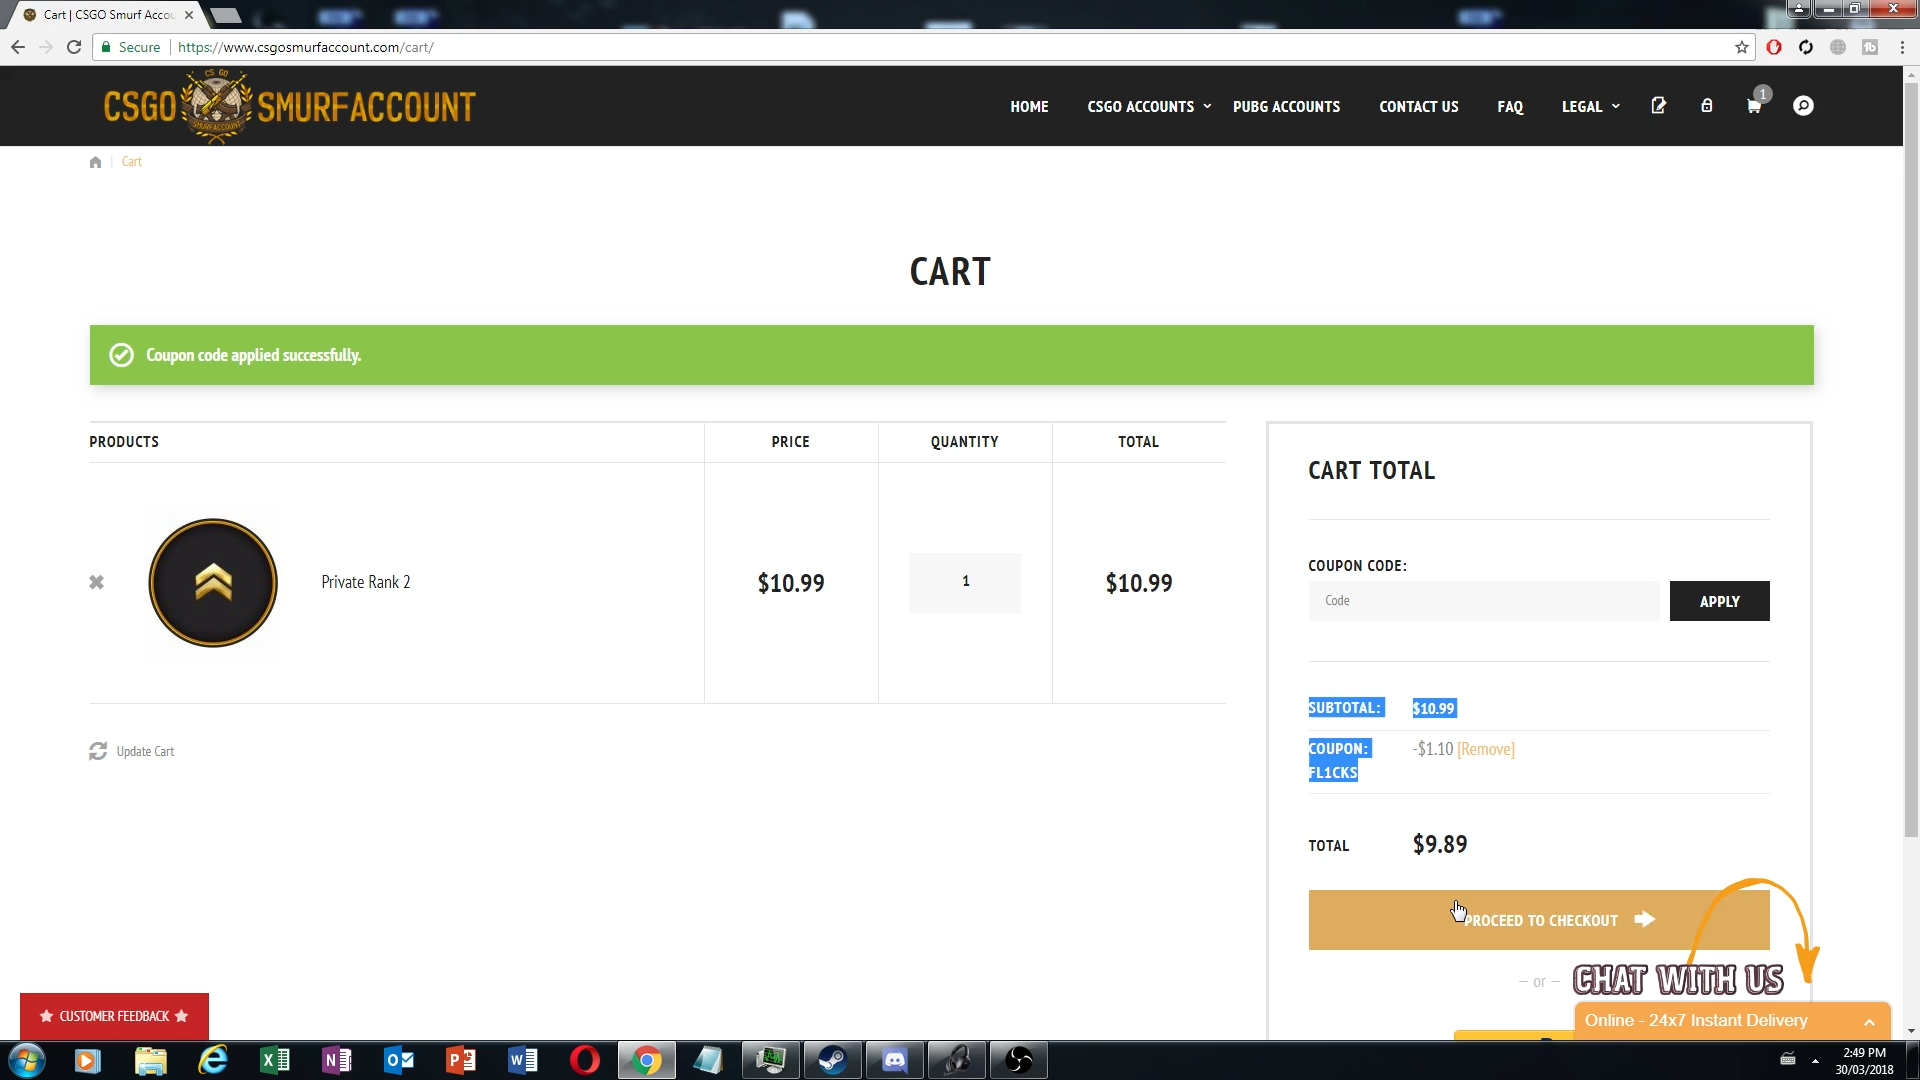 Cart | CSGO Smurf Accou
Secure
https://www.csgosmurfaccount.com/cart/
CSGO SMURFACCOUNT
CS GO
SMURFACCOUNT
HOME
CSGO ACCOUNTS
PUBG ACCOUNTS
CONTACT US
FAQ
LEGAL
1
Cart
CART
Coupon code applied successfully.
PRODUCTS
PRICE
QUANTITY
TOTAL
Private Rank 2
$10.99
1
$10.99
Update Cart
CART TOTAL
COUPON CODE:
Code
APPLY
SUBTOTAL:
$10.99
COUPON:
FL1CKS
-$1.10 [Remove]
TOTAL
$9.89
PROCEED TO CHECKOUT
– or –
CHAT WITH US
Online - 24x7 Instant Delivery
CUSTOMER FEEDBACK
2:49 PM
30/03/2018